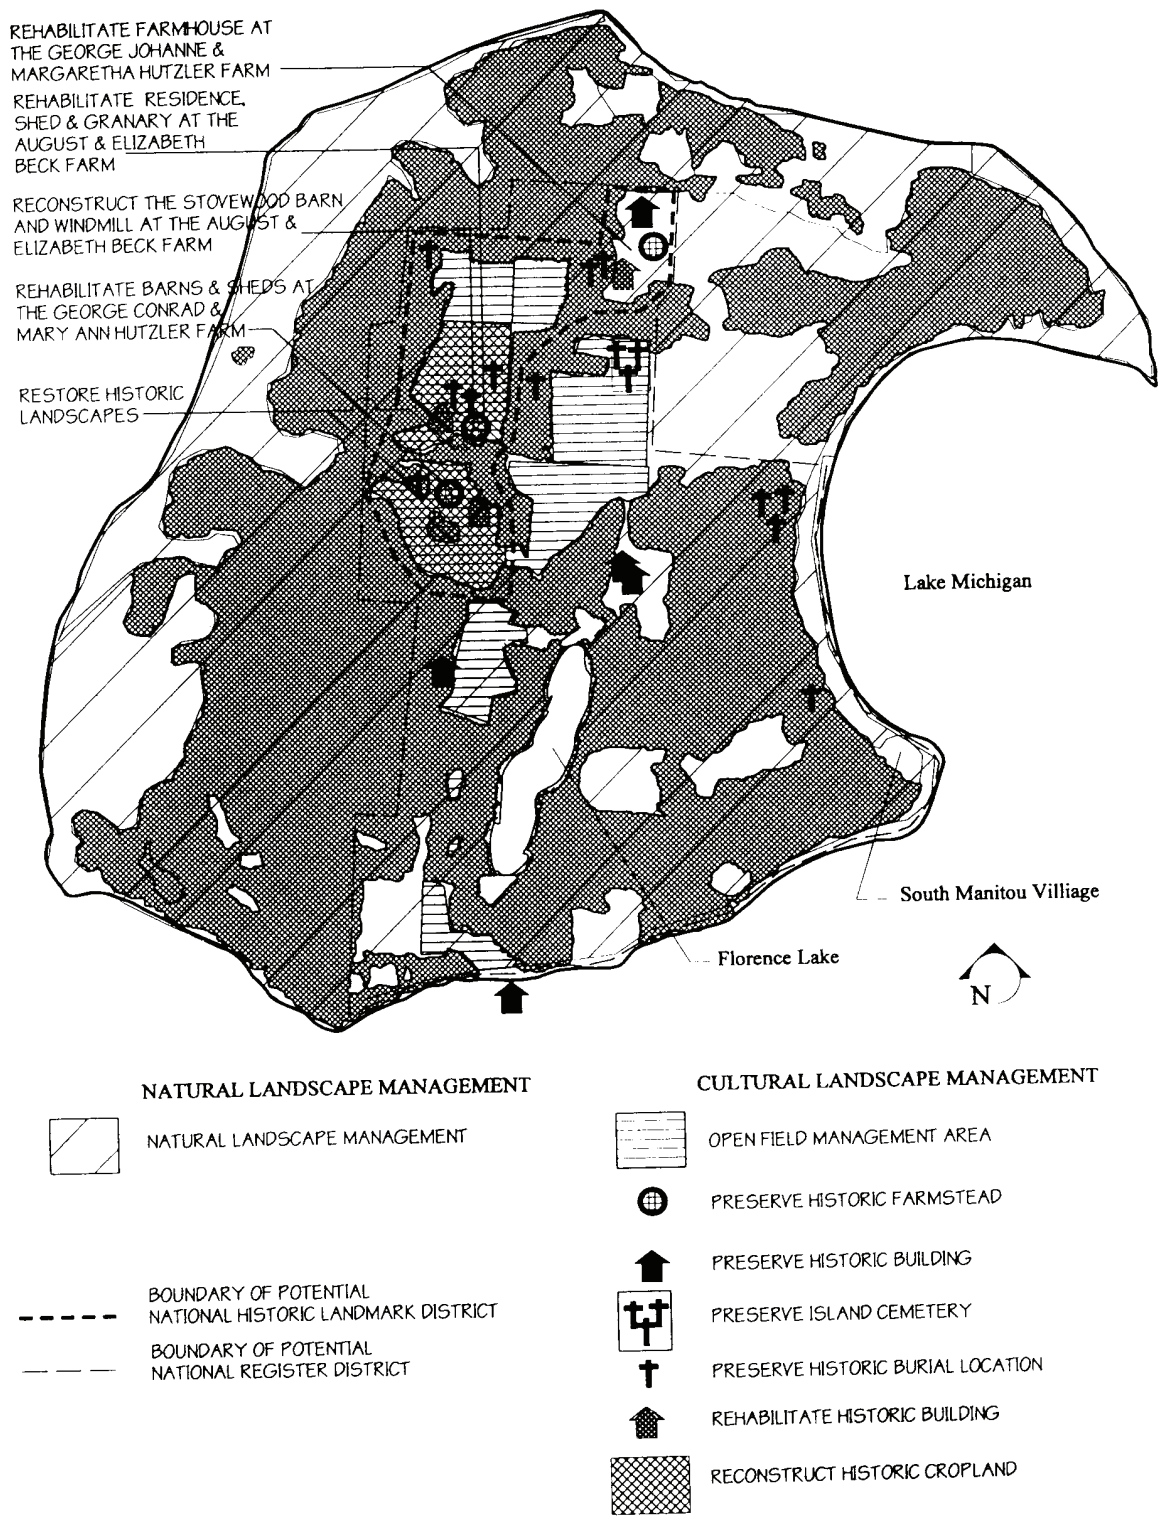 REHABILITATE FARMHOUSE AT
THE GEORGE JOHANNE &
MARGARETHA HUTZLER FARM
REHABILITATE RESIDENCE,
SHED & GRANARY AT THE
AUGUST & ELIZABETH
BECK FARM
RECONSTRUCT THE STOVEWOOD BARN
AND WINDMILL AT THE AUGUST &
ELIZABETH BECK FARM
REHABILITATE BARNS & SHEDS AT
THE GEORGE CONRAD &
MARY ANN HUTZLER FARM
RESTORE HISTORIC
LANDSCAPES
Lake Michigan
South Manitou Villiage
Florence Lake
N
NATURAL LANDSCAPE MANAGEMENT
NATURAL LANDSCAPE MANAGEMENT
BOUNDARY OF POTENTIAL
NATIONAL HISTORIC LANDMARK DISTRICT
BOUNDARY OF POTENTIAL
NATIONAL REGISTER DISTRICT
CULTURAL LANDSCAPE MANAGEMENT
OPEN FIELD MANAGEMENT AREA
PRESERVE HISTORIC FARMSTEAD
PRESERVE HISTORIC BUILDING
PRESERVE ISLAND CEMETERY
PRESERVE HISTORIC BURIAL LOCATION
REHABILITATE HISTORIC BUILDING
RECONSTRUCT HISTORIC CROPLAND